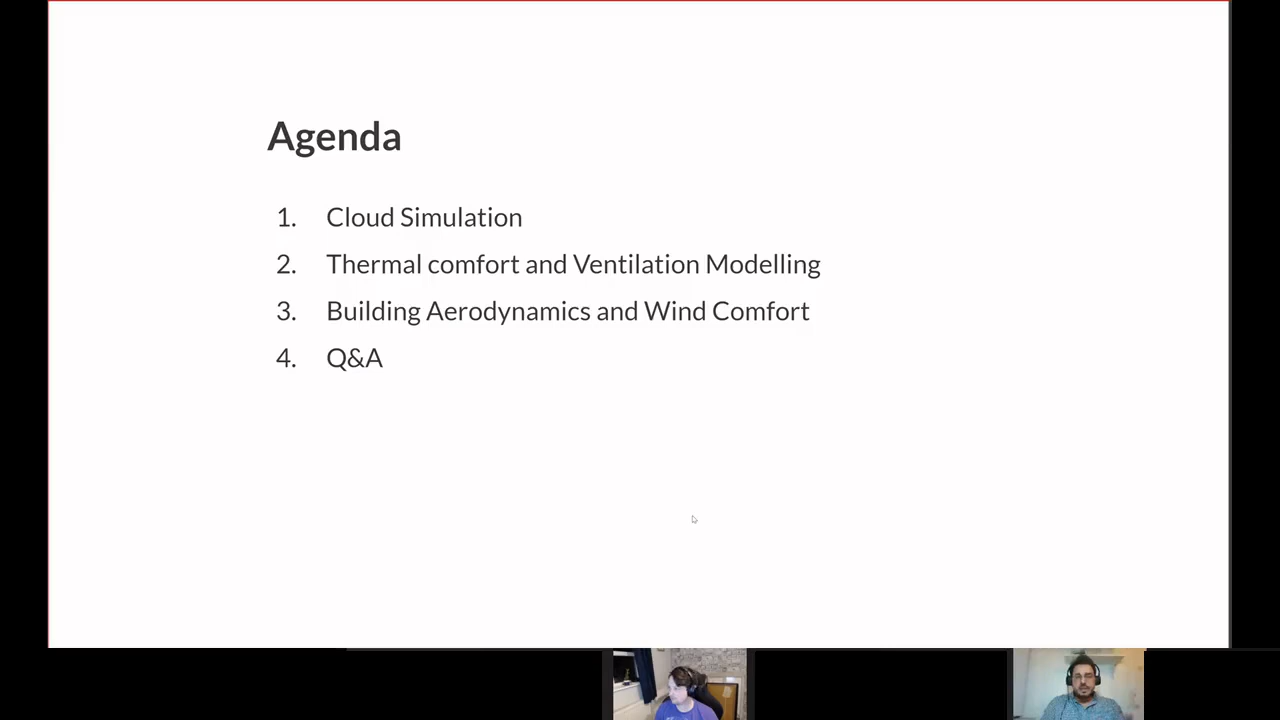 Agenda
1. Cloud Simulation
2. Thermal comfort and Ventilation Modelling
3. Building Aerodynamics and Wind Comfort
4. Q&A